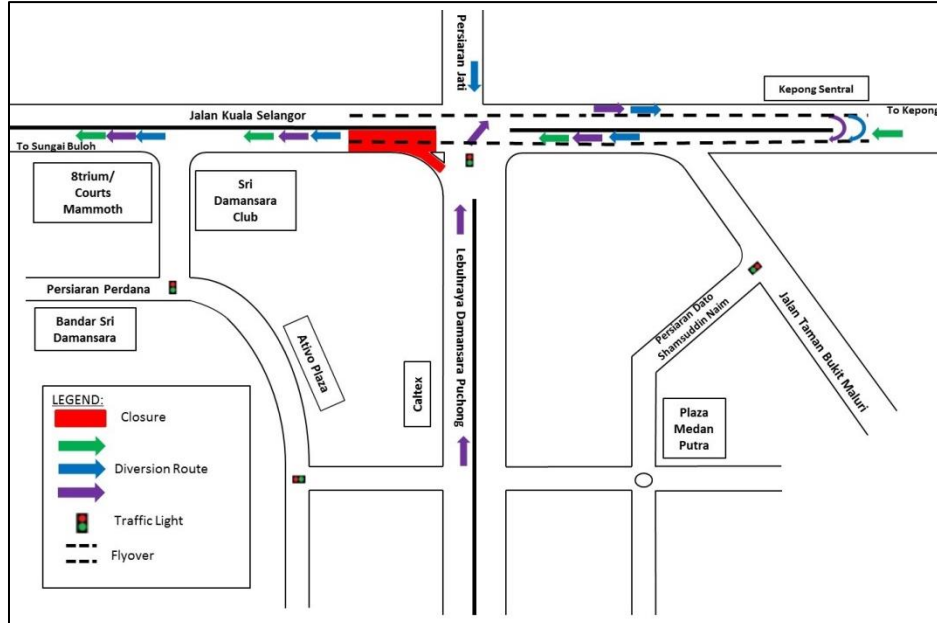 Persiaran Jati
Kepong Sentral
To Kepong
Jalan Kuala Selangor
To Sungai Buloh
8trium/
Courts
Mammoth
Sri
Damansara
Club
Persiaran Perdana
Bandar Sri
Damansara
Ativo Plaza
Caltex
Lebuhraya Damansara Puchong
Persiaran Dato
Shamsuddin Naim
Jalan Taman Bukit Maluri
Plaza
Medan
Putra
LEGEND:
Closure
Diversion Route
Traffic Light
Flyover